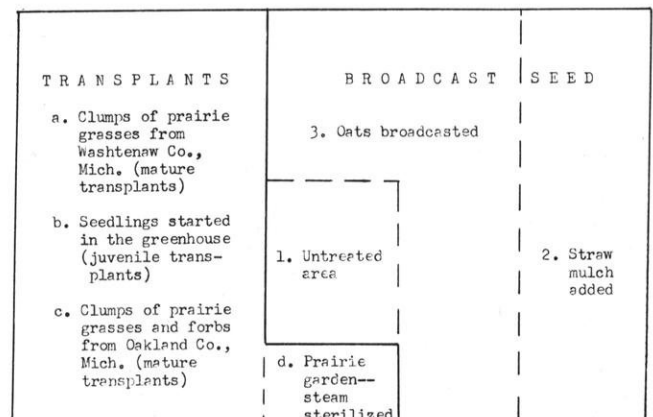 TRANSPLANTS
a. Clumps of prairie
grasses from
Washtenaw Co.,
Mich. (mature
transplants)
b. Seedlings started
in the greenhouse
(juvenile trans-
plants)
c. Clumps of prairie
grasses and forbs
from Oakland Co.,
Mich. (mature
transplants)
BROADCAST SEED
3. Oats broadcasted
1. Untreated
area
2. Straw
mulch
added
d. Prairie
garden--
steam
sterilized